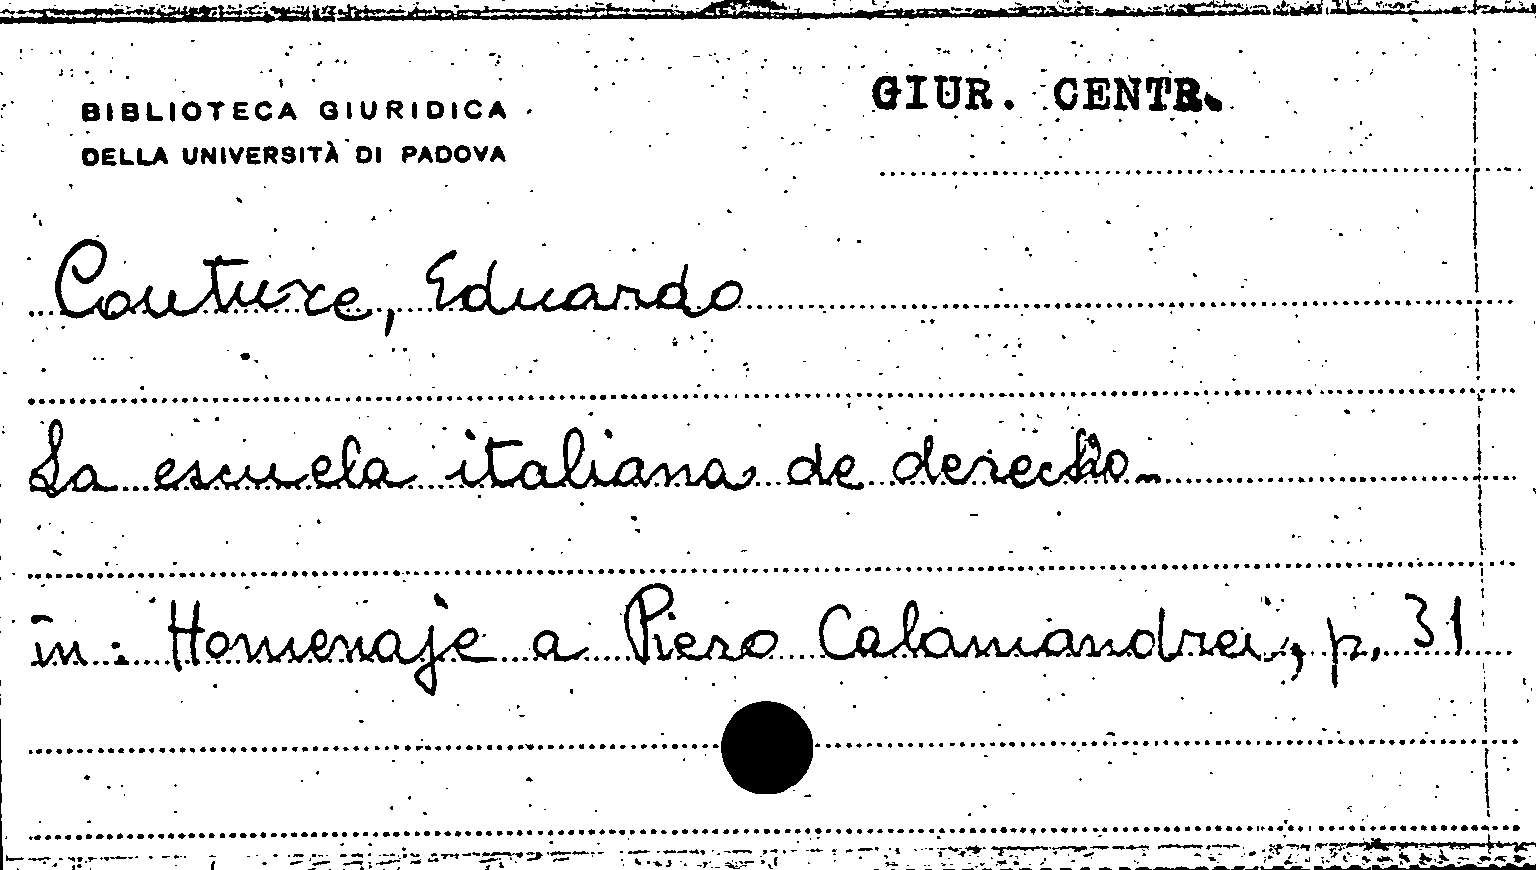 BIBLIOTECA GIURIDICA
DELLA UNIVERSITÀ DI PADOVA
GIUR. CENTR.
Couture, Eduardo
La escuela italiana de derecho.
in: Homenaje a Piero Calamandrei, p. 31